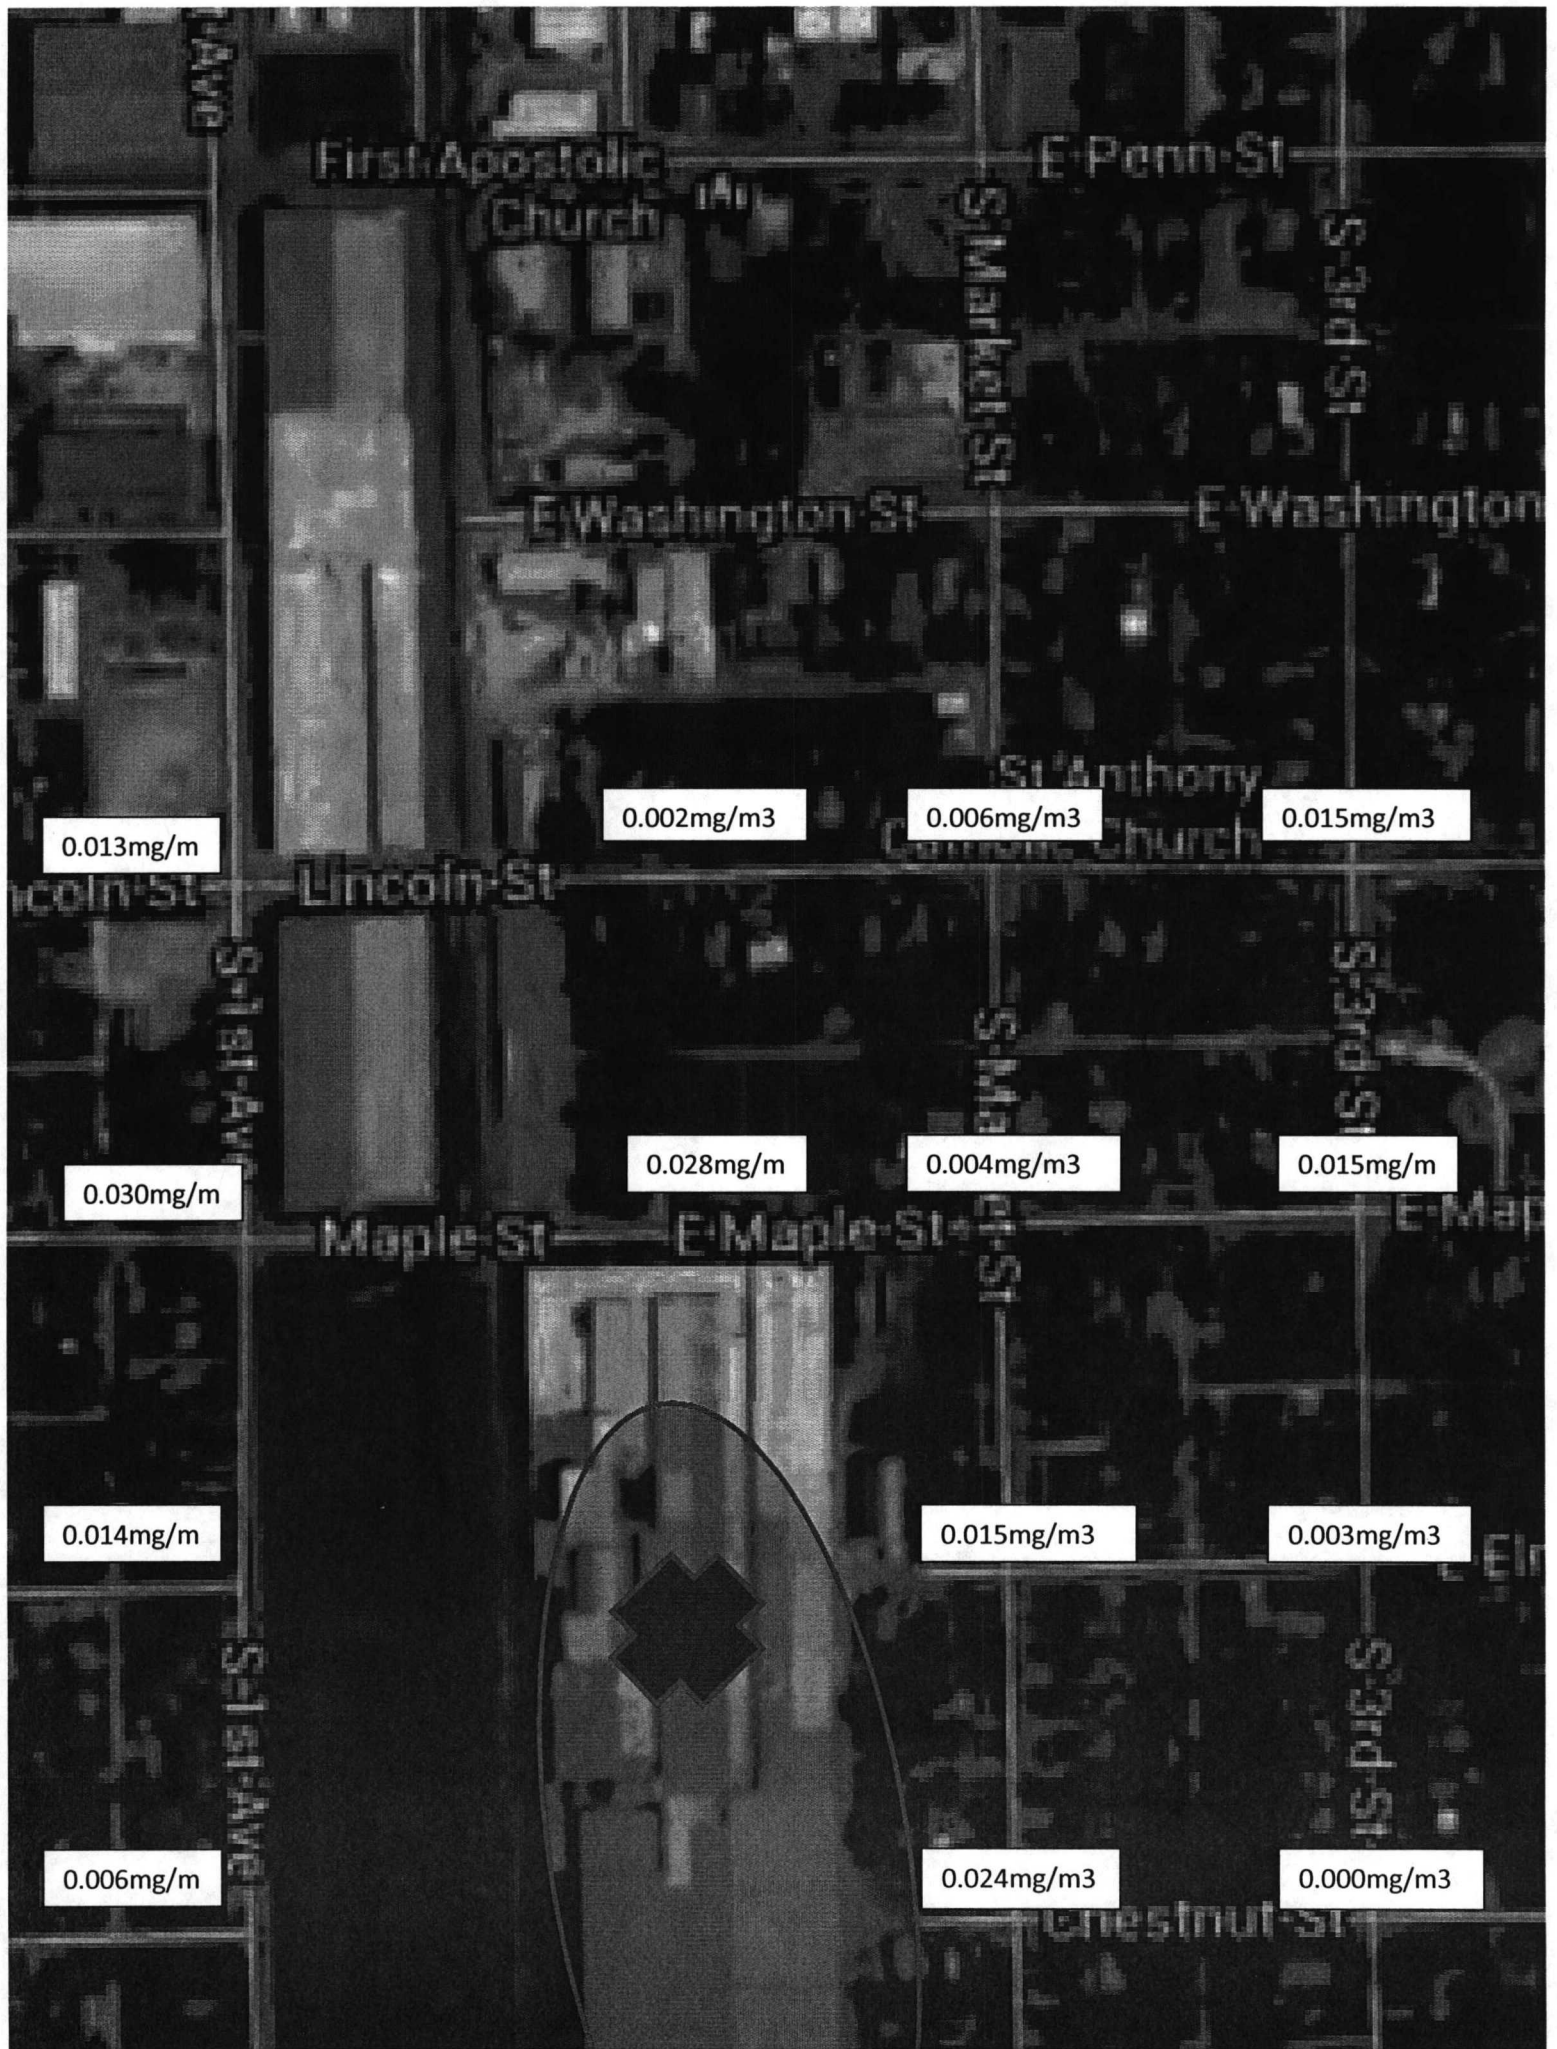 Ave
First Apostolic
Church
E Penn St
S Market St
S 3rd St
E Washington St
E Washington
St Anthony
Church
0.002mg/m3
0.006mg/m3
0.015mg/m3
0.013mg/m
Lincoln St
S 1st Ave
S 3rd St
0.028mg/m
0.004mg/m3
0.015mg/m
0.030mg/m
Maple St
E Maple St
0.014mg/m
0.015mg/m3
0.003mg/m3
S 1st Ave
S 3rd St
0.006mg/m
0.024mg/m3
0.000mg/m3
Chestnut St